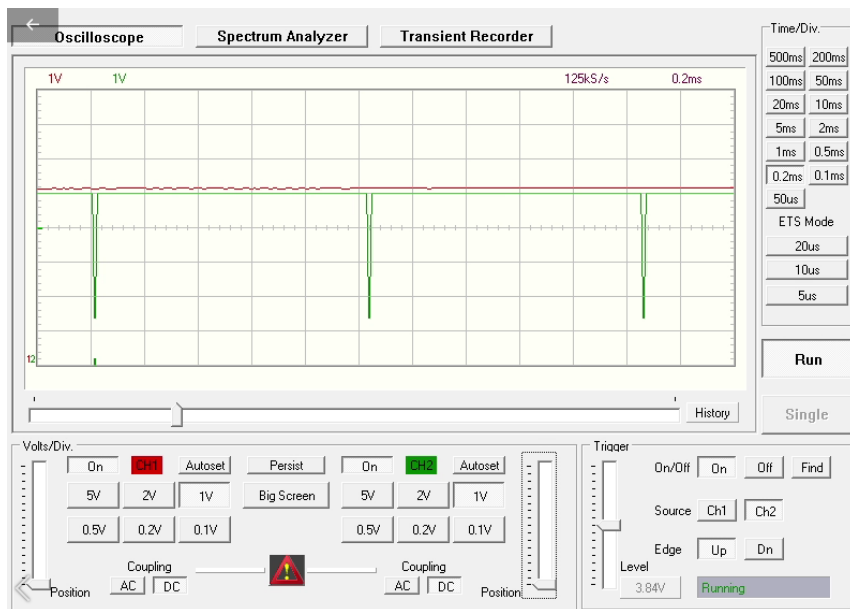 Oscilloscope Spectrum Analyzer Transient Recorder
1V 1V 125kS/s 0.2ms
12
History
Time/Div.
500ms 200ms
100ms 50ms
20ms 10ms
5ms 2ms
1ms 0.5ms
0.2ms 0.1ms
50us
ETS Mode
20us
10us
5us
Run
Single
Volts/Div.
On CH1 Autoset Persist On CH2 Autoset
5V 2V 1V Big Screen 5V 2V 1V
0.5V 0.2V 0.1V 0.5V 0.2V 0.1V
Coupling Coupling
Position AC DC AC DC Position
Trigger
On/Off On Off Find
Source Ch1 Ch2
Edge Up Dn
Level
3.84V Running